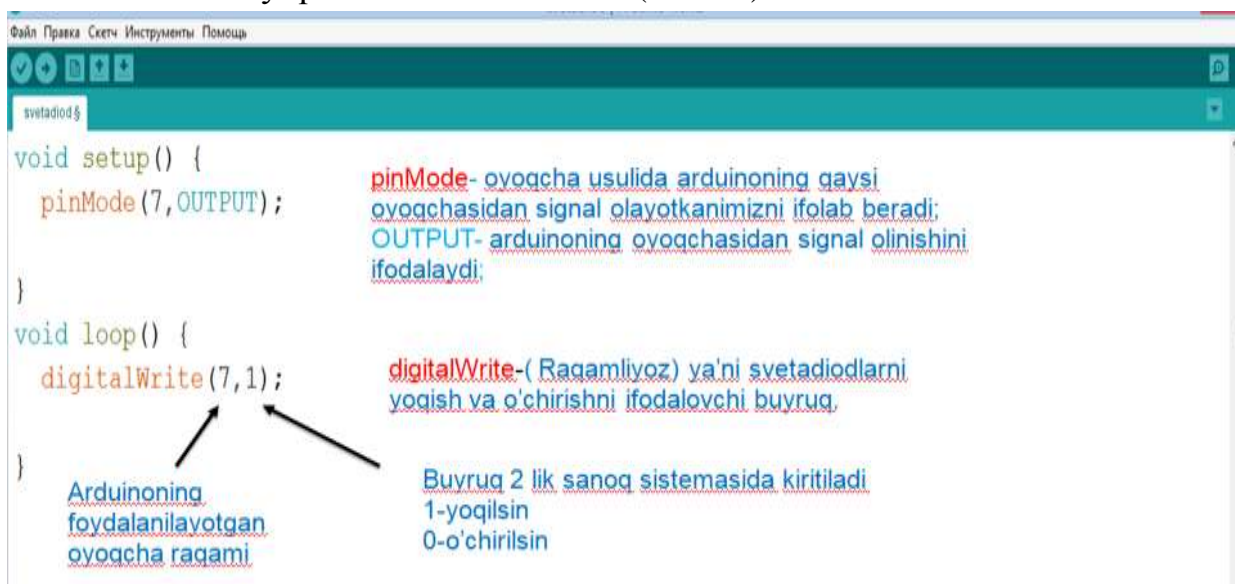 Файл Правка Скетч Инструменты Помощь
svetadiod §
void setup() {
pinMode(7,OUTPUT);
}
pinMode- oyoqcha usulida arduinoning qaysi
oyoqchasidan signal olayotkanimizni ifolab beradi;
OUTPUT- arduinoning oyoqchasidan signal olinishini
ifodalaydi;
void loop() {
digitalWrite(7,1);
}
digitalWrite-( Raqamliyoz) ya'ni svetadiodlarni
yoqish va o'chirishni ifodalovchi buyruq,
Arduinoning
foydalanilayotgan
oyoqcha raqami
Buyruq 2 lik sanoq sistemasida kiritiladi
1-yoqilsin
0-o'chirilsin